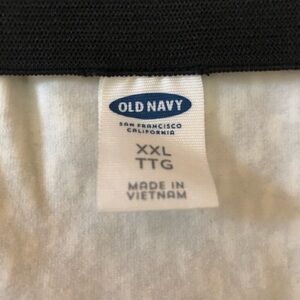 OLD NAVY
SAN FRANCISCO
CALIFORNIA
XXL
TTG
MADE IN
VIETNAM